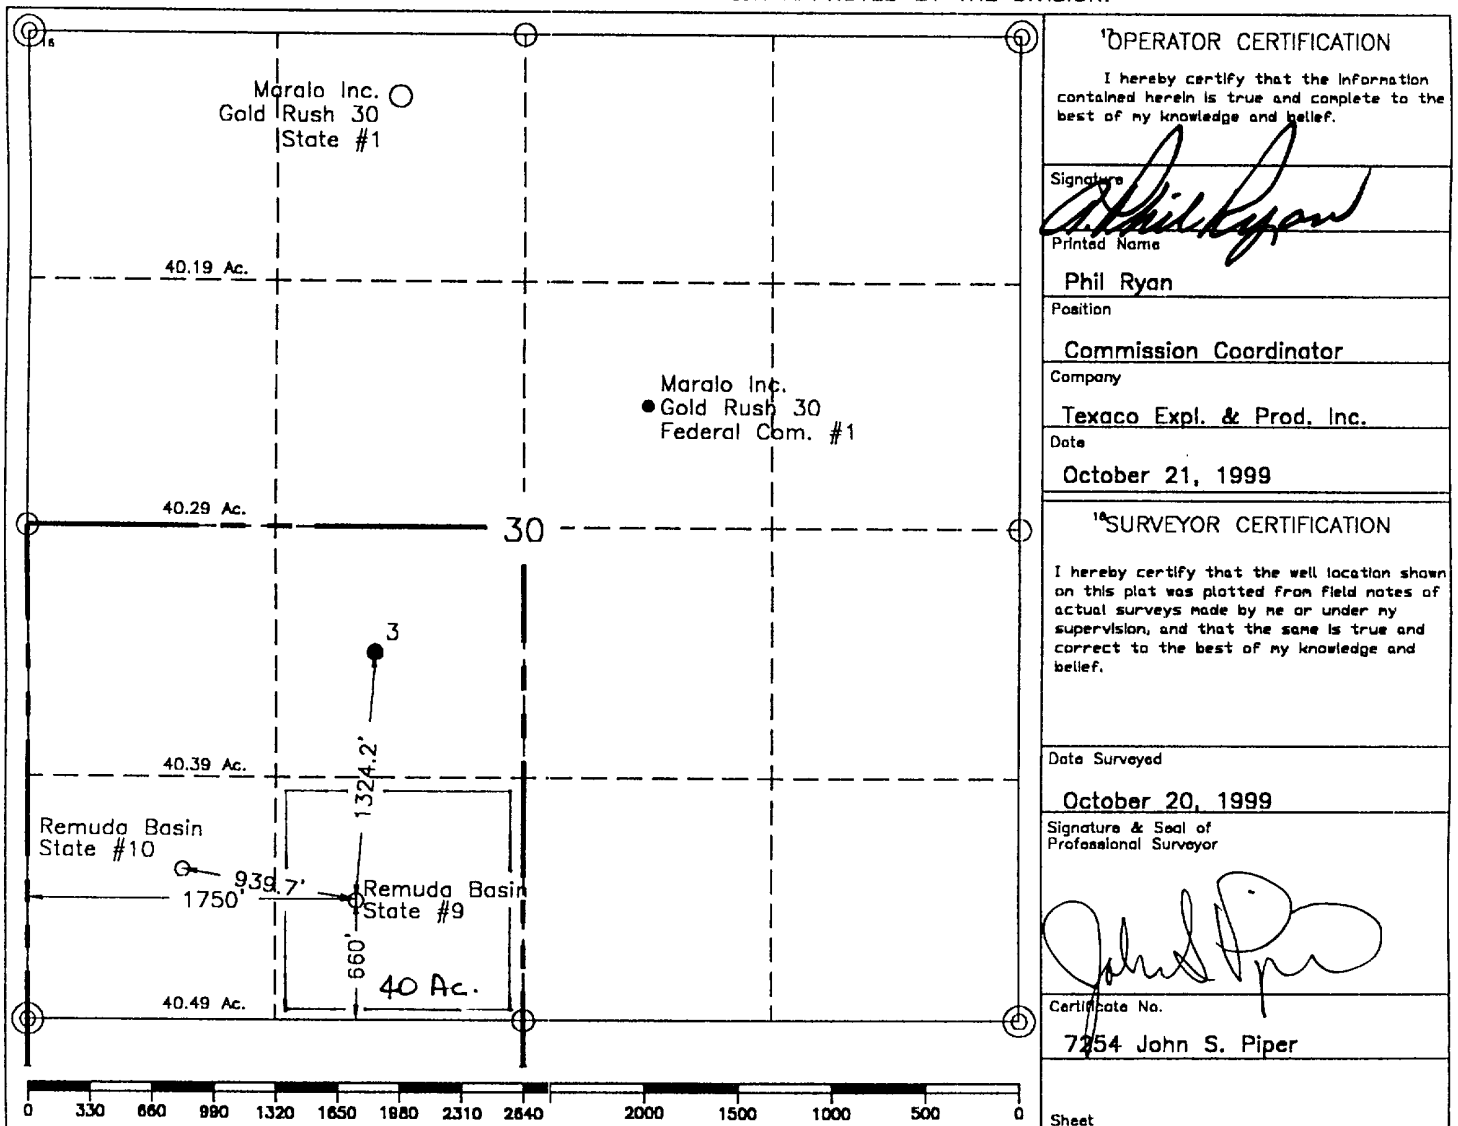 16
Maralo Inc.
Gold Rush 30
State #1
40.19 Ac.
Maralo Inc.
Gold Rush 30
Federal Com. #1
40.29 Ac.
30
3
1324.2'
40.39 Ac.
Remuda Basin
State #10
939.7'
1750'
Remuda Basin
State #9
660'
40 Ac.
40.49 Ac.
0 330 660 990 1320 1650 1980 2310 2640 2000 1500 1000 500 0
17 OPERATOR CERTIFICATION
I hereby certify that the information
contained herein is true and complete to the
best of my knowledge and belief.
Signature
A. Phil Ryan
Printed Name
Phil Ryan
Position
Commission Coordinator
Company
Texaco Expl. & Prod. Inc.
Date
October 21, 1999
18 SURVEYOR CERTIFICATION
I hereby certify that the well location shown
on this plat was plotted from field notes of
actual surveys made by me or under my
supervision, and that the same is true and
correct to the best of my knowledge and
belief.
Date Surveyed
October 20, 1999
Signature & Seal of
Professional Surveyor
John S Piper
Certificate No.
7254 John S. Piper
Sheet